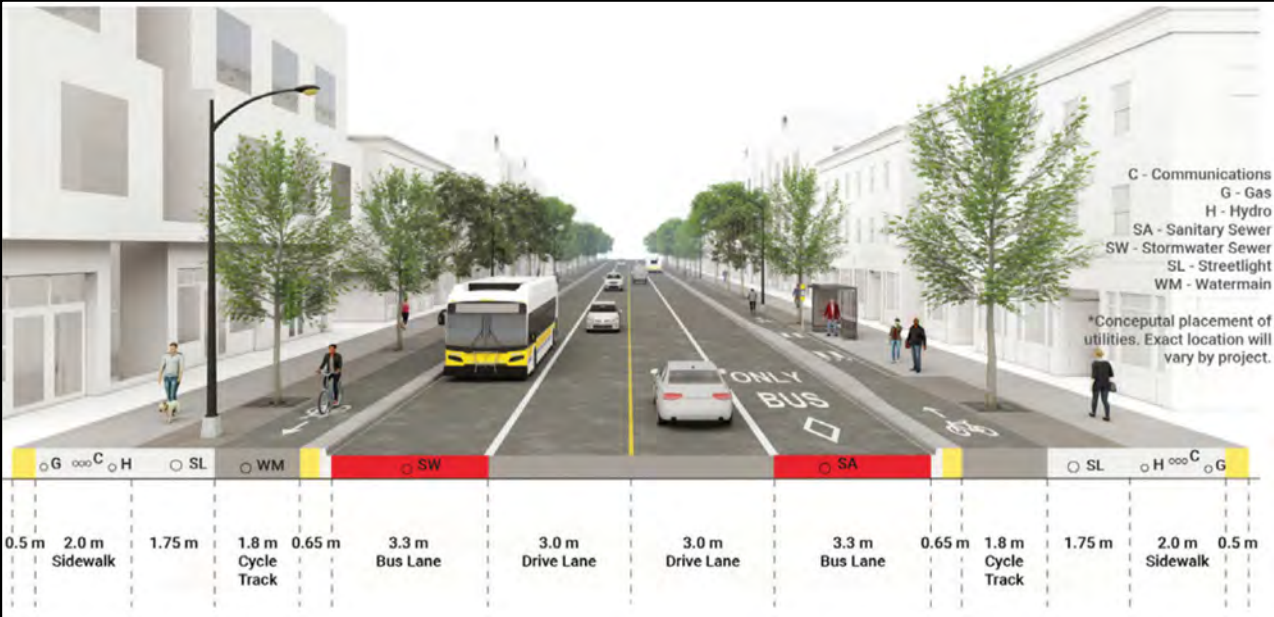 C - Communications
G - Gas
H - Hydro
SA - Sanitary Sewer
SW - Stormwater Sewer
SL - Streetlight
WM - Watermain
*Conceputal placement of
utilities. Exact location will
vary by project.
ONLY
BUS
G C H SL WM SW SA SL H C G
0.5 m 2.0 m 1.75 m 1.8 m 0.65 m 3.3 m 3.0 m 3.0 m 3.3 m 0.65 m 1.8 m 1.75 m 2.0 m 0.5 m
Sidewalk Cycle Bus Lane Drive Lane Drive Lane Bus Lane Cycle Sidewalk
Track Track